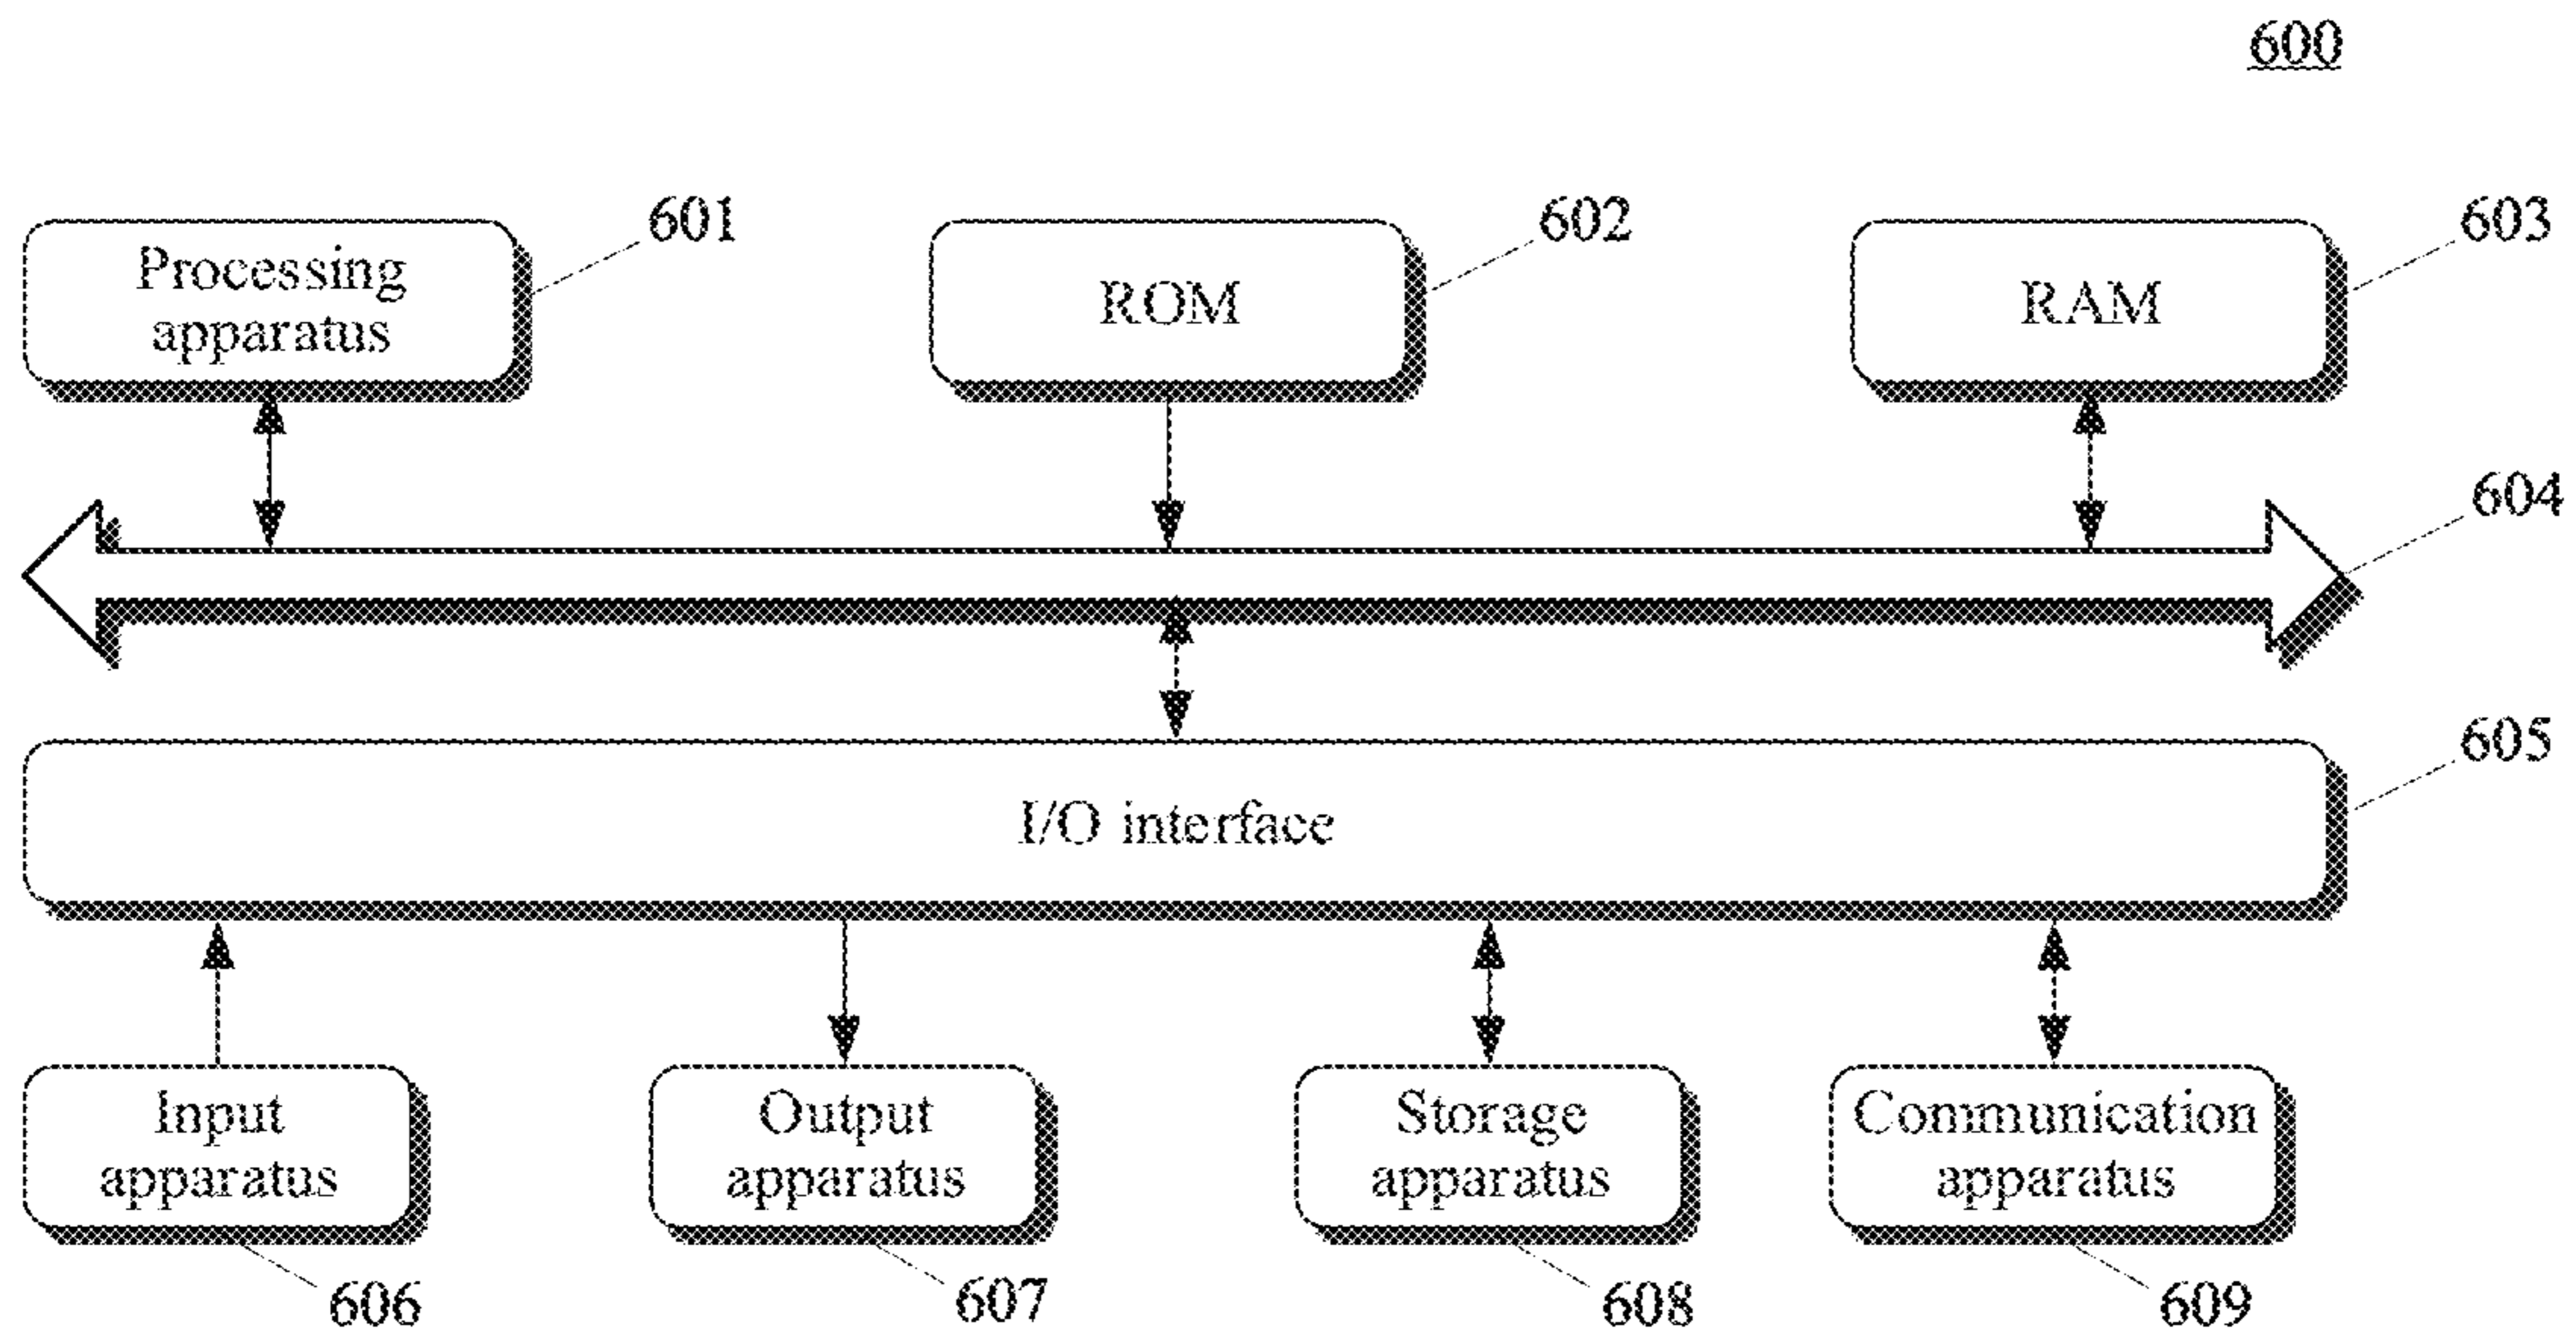 600
601
602
603
Processing
apparatus
ROM
RAM
604
605
I/O interface
Input
apparatus
Output
apparatus
Storage
apparatus
Communication
apparatus
606
607
608
609